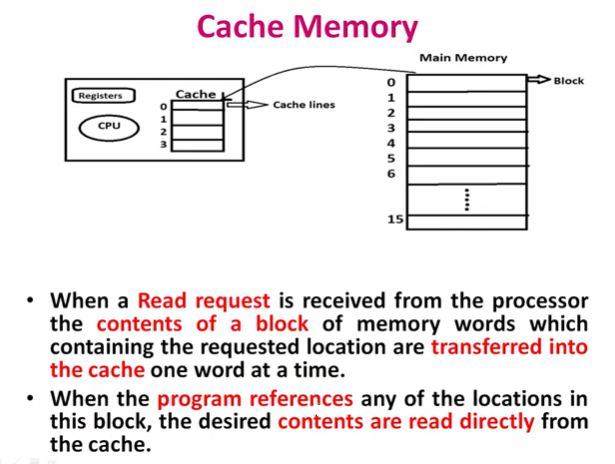 Cache Memory
Main Memory
Registers
CPU
Cache
0
1
2
3
Cache lines
0
1
2
3
4
5
6
15
Block
• When a Read request is received from the processor
the contents of a block of memory words which
containing the requested location are transferred into
the cache one word at a time.
• When the program references any of the locations in
this block, the desired contents are read directly from
the cache.